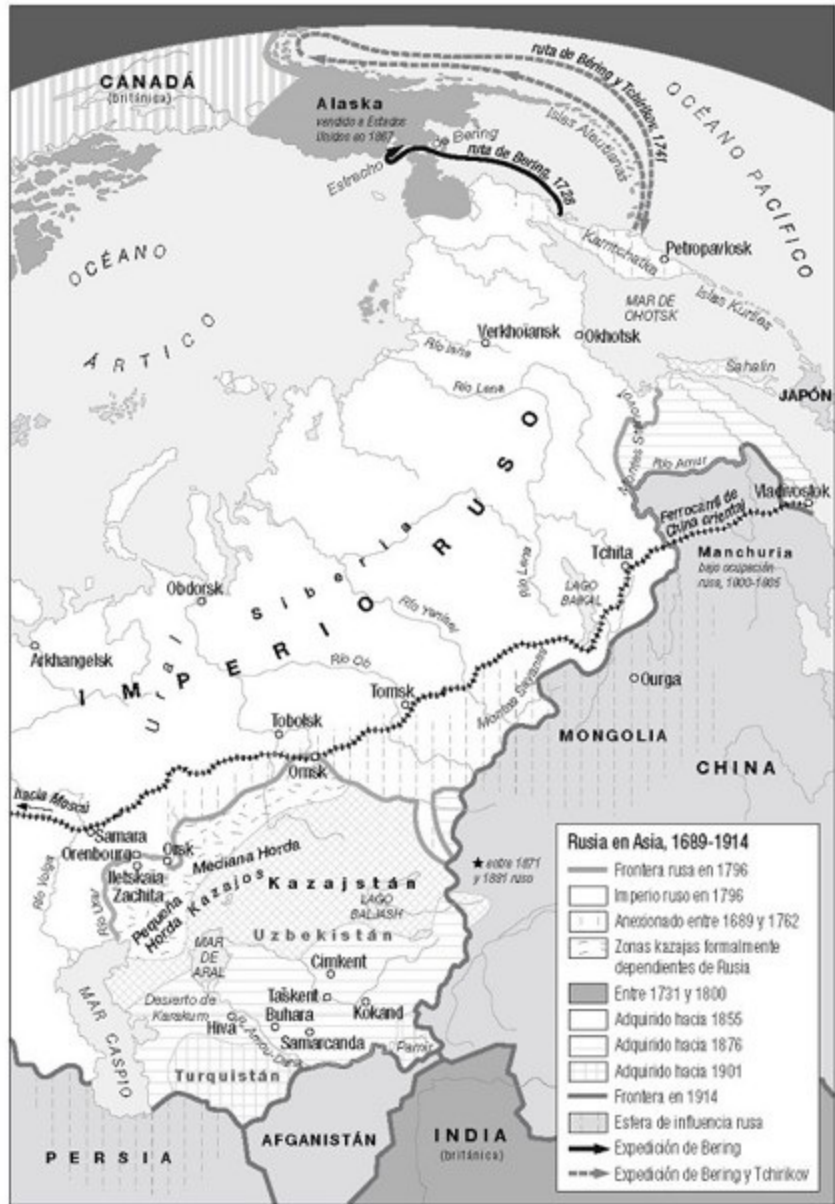 CANADÁ
(británica)
Alaska
vendido a Estados
Unidos en 1867
Estrecho de Bering
ruta de Bering, 1728
ruta de Béring y Tchirikov, 1741
Islas Aleutianas
OCÉANO PACÍFICO
Kamtchatka
Petropavlosk
OCÉANO
ÁRTICO
MAR DE
OHOTSK
Islas Kuriles
Verkhoïansk
Okhotsk
Río Iana
Río Lena
Sahalin
JAPÓN
Río Amur
Vladivostok
Ferrocarril de
China oriental
Manchuria
bajo ocupación
rusa, 1900-1905
Tchita
LAGO
BAIKAL
Río Lena
IMPERIO RUSO
Siberia
Ural
Obdorsk
Arkhangelsk
Río Yenisei
Río Ob
Tomsk
Montes Sayanes
Ourga
Tobolsk
Omsk
MONGOLIA
CHINA
hacia Moscú
Samara
Orenbourg
Orsk
Iletskaia-
Zachita
Río Volga
Río Ural
Mediana Horda
Pequeña
Horda
Kazajos
Kazajstán
LAGO
BALJASH
entre 1871
y 1881 ruso
Uzbekistán
MAR
DE
ARAL
Cimkent
Taškent
Kokand
Desierto de
Karakum
Hiva
Buhara
Samarcanda
Pamir
MAR CASPIO
Turquistán
PERSIA
AFGANISTÁN
INDIA
(británica)
Rusia en Asia, 1689-1914
Frontera rusa en 1796
Imperio ruso en 1796
Anexionado entre 1689 y 1762
Zonas kazajas formalmente
dependientes de Rusia
Entre 1731 y 1800
Adquirido hacia 1855
Adquirido hacia 1876
Adquirido hacia 1901
Frontera en 1914
Esfera de influencia rusa
Expedición de Bering
Expedición de Bering y Tchirikov